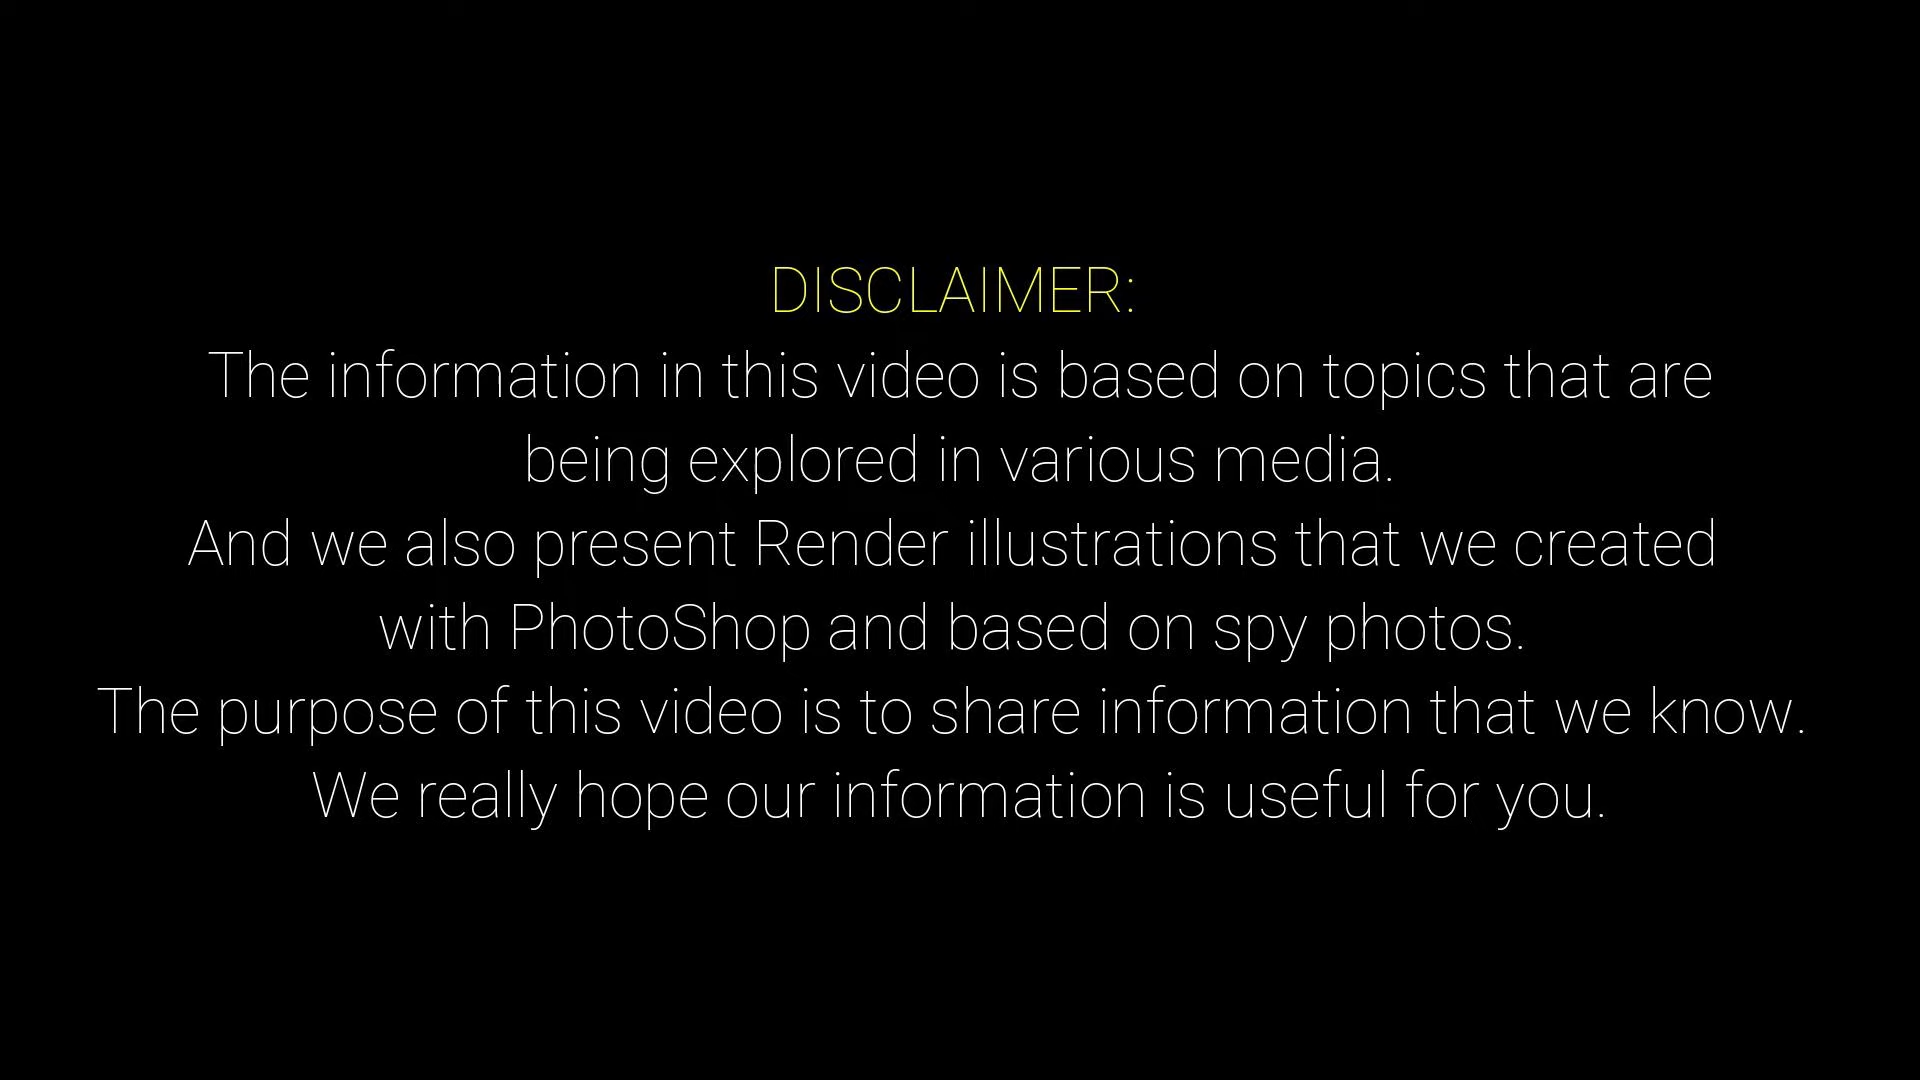 DISCLAIMER:
The information in this video is based on topics that are
being explored in various media.
And we also present Render illustrations that we created
with PhotoShop and based on spy photos.
The purpose of this video is to share information that we know.
We really hope our information is useful for you.